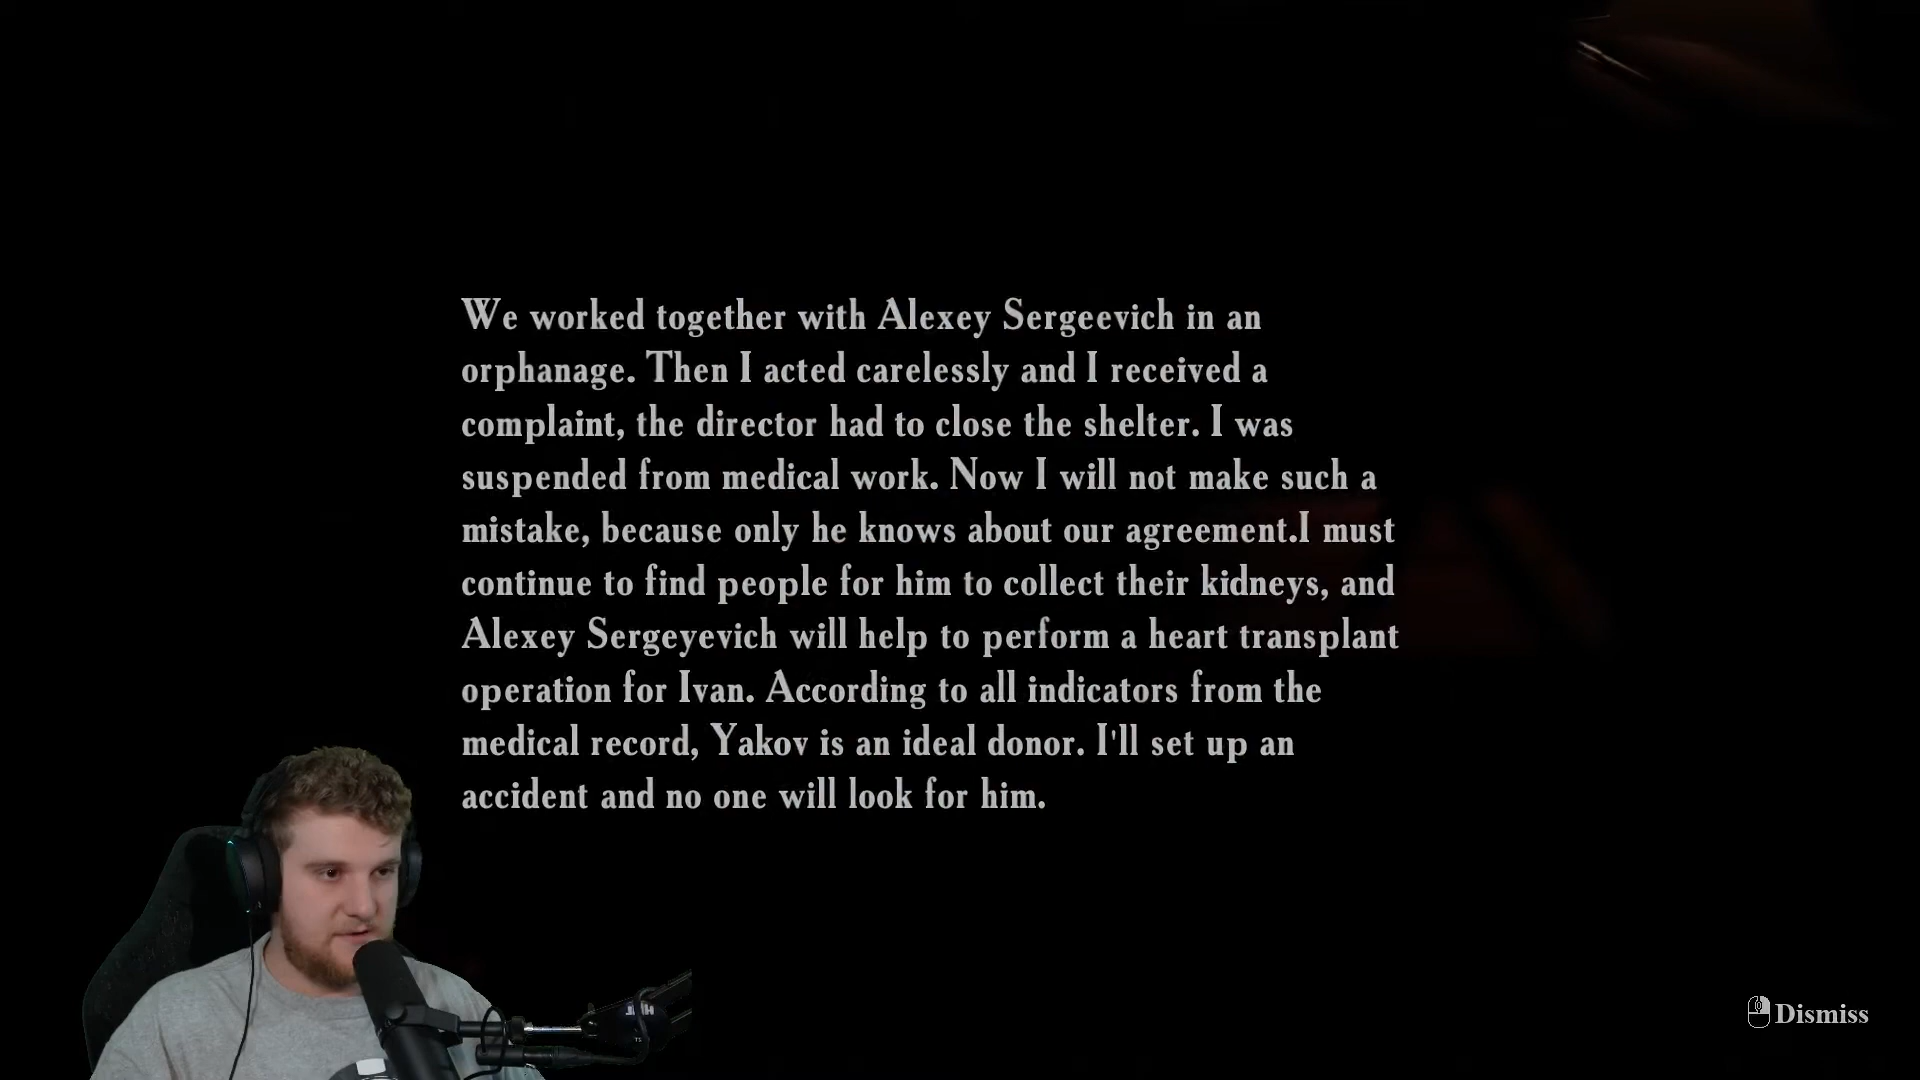 We worked together with Alexey Sergeevich in an
orphanage. Then I acted carelessly and I received a
complaint, the director had to close the shelter. I was
suspended from medical work. Now I will not make such a
mistake, because only he knows about our agreement.I must
continue to find people for him to collect their kidneys, and
Alexey Sergeyevich will help to perform a heart transplant
operation for Ivan. According to all indicators from the
medical record, Yakov is an ideal donor. I'll set up an
accident and no one will look for him.
Dismiss